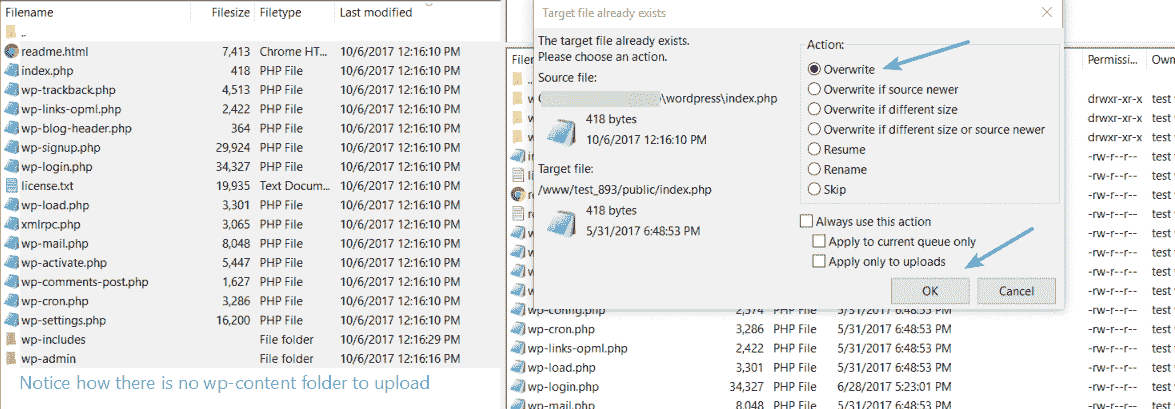 Filename Filesize Filetype Last modified
..
readme.html 7,413 Chrome HT... 10/6/2017 12:16:10 PM
index.php 418 PHP File 10/6/2017 12:16:10 PM
wp-trackback.php 4,513 PHP File 10/6/2017 12:16:10 PM
wp-links-opml.php 2,422 PHP File 10/6/2017 12:16:10 PM
wp-blog-header.php 364 PHP File 10/6/2017 12:16:10 PM
wp-signup.php 29,924 PHP File 10/6/2017 12:16:10 PM
wp-login.php 34,327 PHP File 10/6/2017 12:16:10 PM
license.txt 19,935 Text Docum... 10/6/2017 12:16:10 PM
wp-load.php 3,301 PHP File 10/6/2017 12:16:10 PM
xmlrpc.php 3,065 PHP File 10/6/2017 12:16:10 PM
wp-mail.php 8,048 PHP File 10/6/2017 12:16:10 PM
wp-activate.php 5,447 PHP File 10/6/2017 12:16:10 PM
wp-comments-post.php 1,627 PHP File 10/6/2017 12:16:10 PM
wp-cron.php 3,286 PHP File 10/6/2017 12:16:10 PM
wp-settings.php 16,200 PHP File 10/6/2017 12:16:10 PM
wp-includes File folder 10/6/2017 12:16:29 PM
wp-admin File folder 10/6/2017 12:16:16 PM
Notice how there is no wp-content folder to upload
Target file already exists
The target file already exists.
Please choose an action.
Source file:
\wordpress\index.php
418 bytes
10/6/2017 12:16:10 PM
Target file:
/www/test_893/public/index.php
418 bytes
5/31/2017 6:48:53 PM
Action:
Overwrite
Overwrite if source newer
Overwrite if different size
Overwrite if different size or source newer
Resume
Rename
Skip
Always use this action
Apply to current queue only
Apply only to uploads
OK Cancel
Permissi... Own
drwxr-xr-x test
drwxr-xr-x test
drwxr-xr-x test
-rw-r--r-- test
-rw-r--r-- test
-rw-r--r-- test
-rw-r--r-- test
-rw-r--r-- test
-rw-r--r-- test
-rw-r--r-- test
-rw-r--r-- test
wp-config.php 2,574 PHP File 5/31/2017 6:48:53 PM -rw-r--r-- test
wp-cron.php 3,286 PHP File 5/31/2017 6:48:53 PM -rw-r--r-- test
wp-links-opml.php 2,422 PHP File 5/31/2017 6:48:53 PM -rw-r--r-- test
wp-load.php 3,301 PHP File 5/31/2017 6:48:53 PM -rw-r--r-- test
wp-login.php 34,327 PHP File 6/28/2017 5:23:01 PM -rw-r--r-- test
wp-mail.php 8,048 PHP File 5/31/2017 6:48:53 PM -rw-r--r-- test